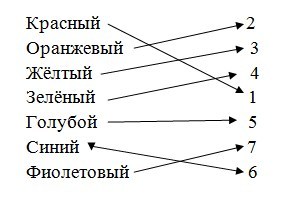 Красный 2
Оранжевый 3
Жёлтый 4
Зелёный 1
Голубой 5
Синий 7
Фиолетовый 6